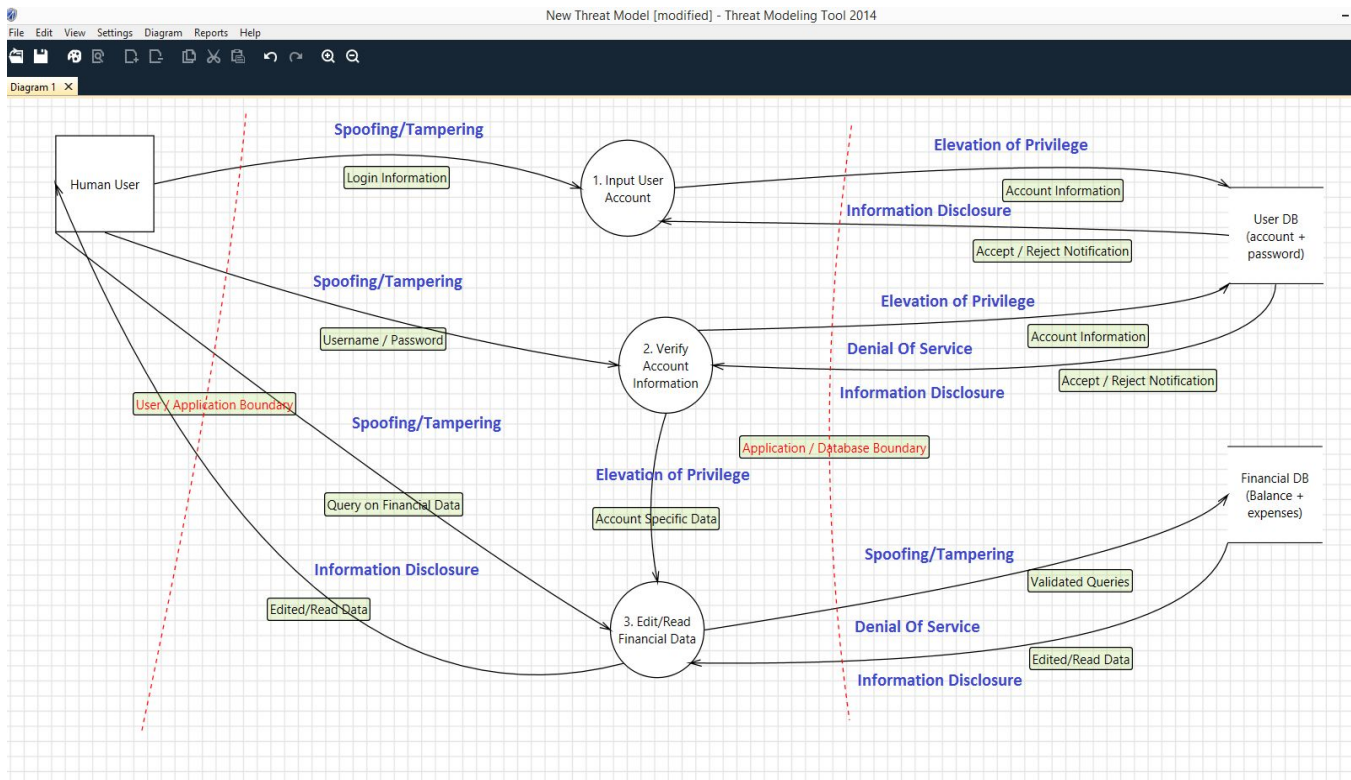 New Threat Model [modified] - Threat Modeling Tool 2014
File Edit View Settings Diagram Reports Help
Diagram 1 X
Spoofing/Tampering
Login Information
Human User
1. Input User
Account
Elevation of Privilege
Account Information
Information Disclosure
Accept / Reject Notification
User DB
(account +
password)
Spoofing/Tampering
Username / Password
2. Verify
Account
Information
Elevation of Privilege
Account Information
Denial Of Service
Accept / Reject Notification
Information Disclosure
User / Application Boundary
Spoofing/Tampering
Application / Database Boundary
Elevation of Privilege
Query on Financial Data
Account Specific Data
Financial DB
(Balance +
expenses)
Information Disclosure
Edited/Read Data
3. Edit/Read
Financial Data
Spoofing/Tampering
Validated Queries
Denial Of Service
Edited/Read Data
Information Disclosure